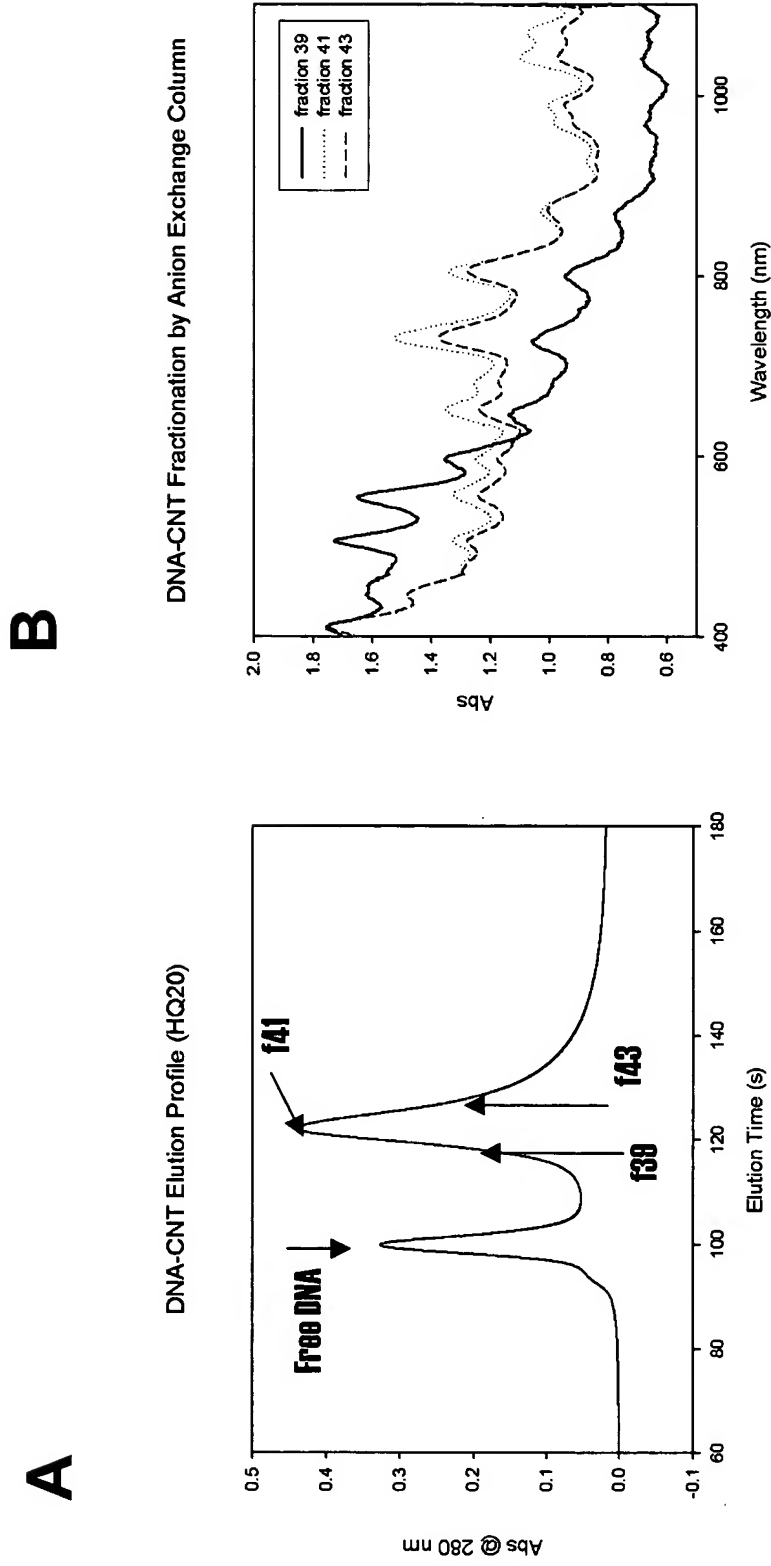 A
DNA-CNT Elution Profile (HQ20)
0.5
0.4
0.3
0.2
0.1
0.0
-0.1
Abs @ 280 nm
Free DNA
f41
f39
f43
60
80
100
120
140
160
180
Elution Time (s)
B
DNA-CNT Fractionation by Anion Exchange Column
2.0
1.8
1.6
1.4
1.2
1.0
0.8
0.6
Abs
fraction 39
fraction 41
fraction 43
400
600
800
1000
Wavelength (nm)